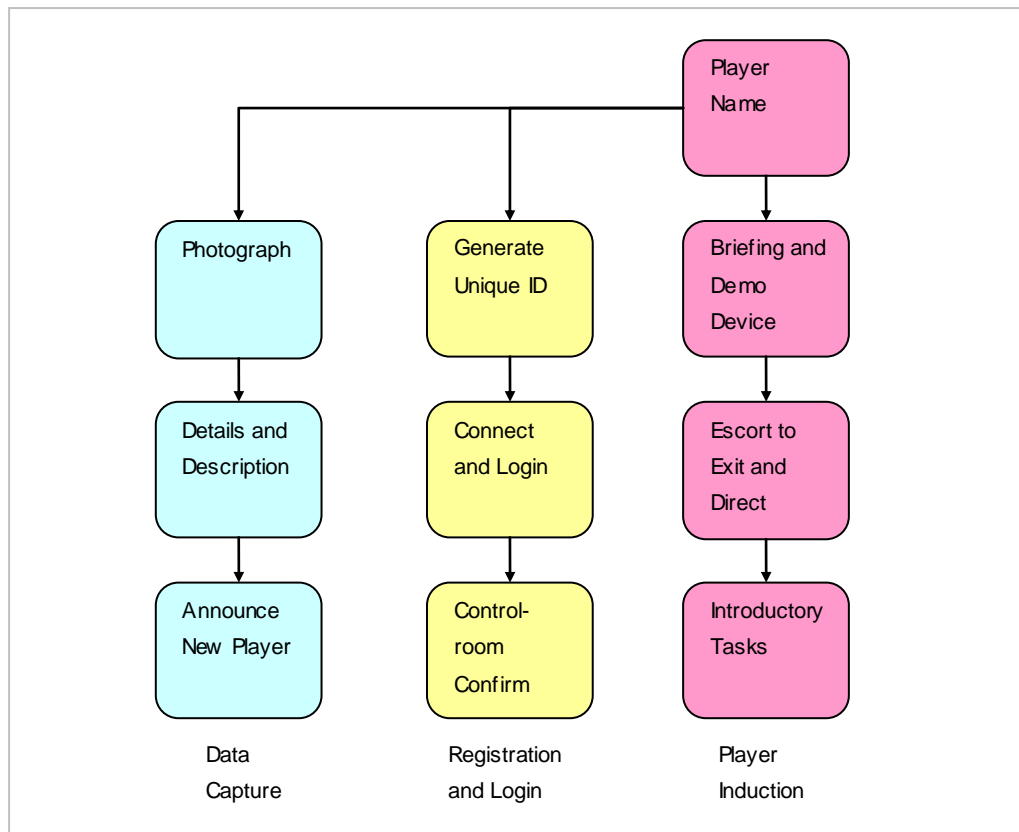 Player
Name
Photograph
Details and
Description
Announce
New Player
Generate
Unique ID
Connect
and Login
Control-
room
Confirm
Briefing and
Demo
Device
Escort to
Exit and
Direct
Introductory
Tasks
Data
Capture
Registration
and Login
Player
Induction